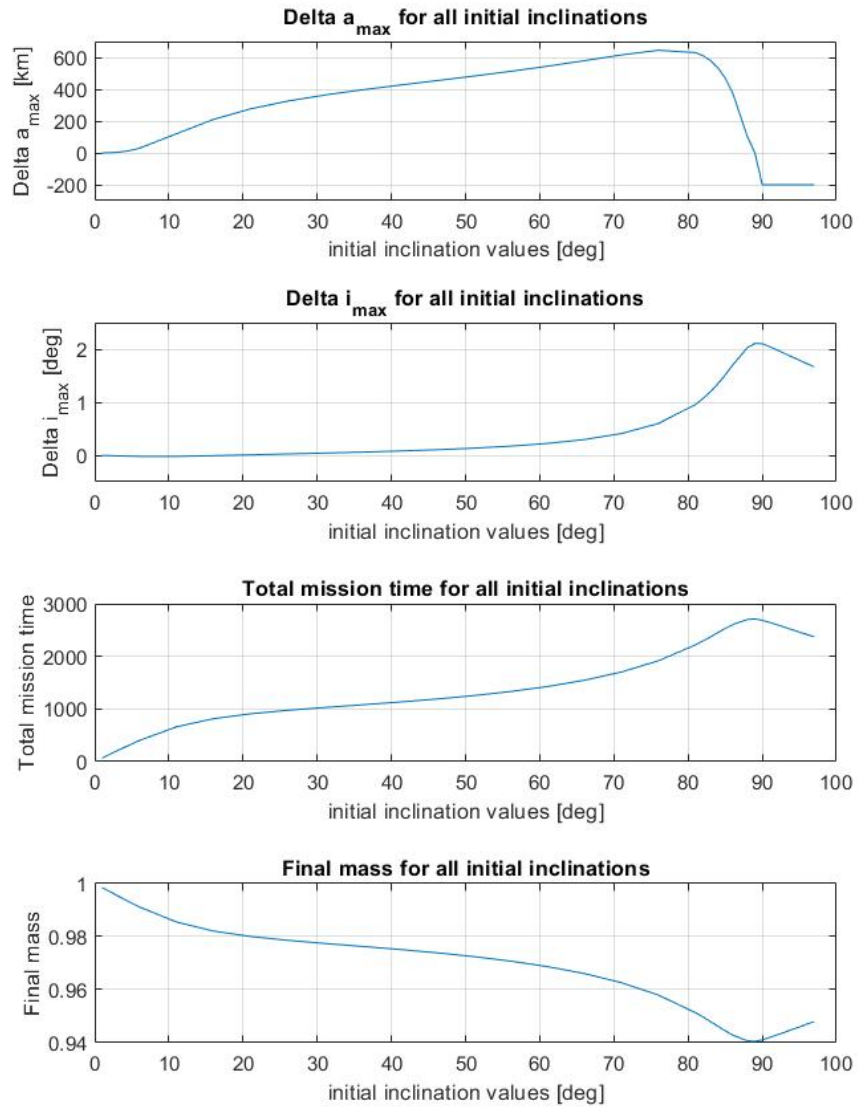 Delta a_max for all initial inclinations
Delta a_max [km]
600
400
200
0
-200
0 10 20 30 40 50 60 70 80 90 100
initial inclination values [deg]
Delta i_max for all initial inclinations
Delta i_max [deg]
2
1
0
0 10 20 30 40 50 60 70 80 90 100
initial inclination values [deg]
Total mission time for all initial inclinations
Total mission time
3000
2000
1000
0
0 10 20 30 40 50 60 70 80 90 100
initial inclination values [deg]
Final mass for all initial inclinations
Final mass
1
0.98
0.96
0.94
0 10 20 30 40 50 60 70 80 90 100
initial inclination values [deg]